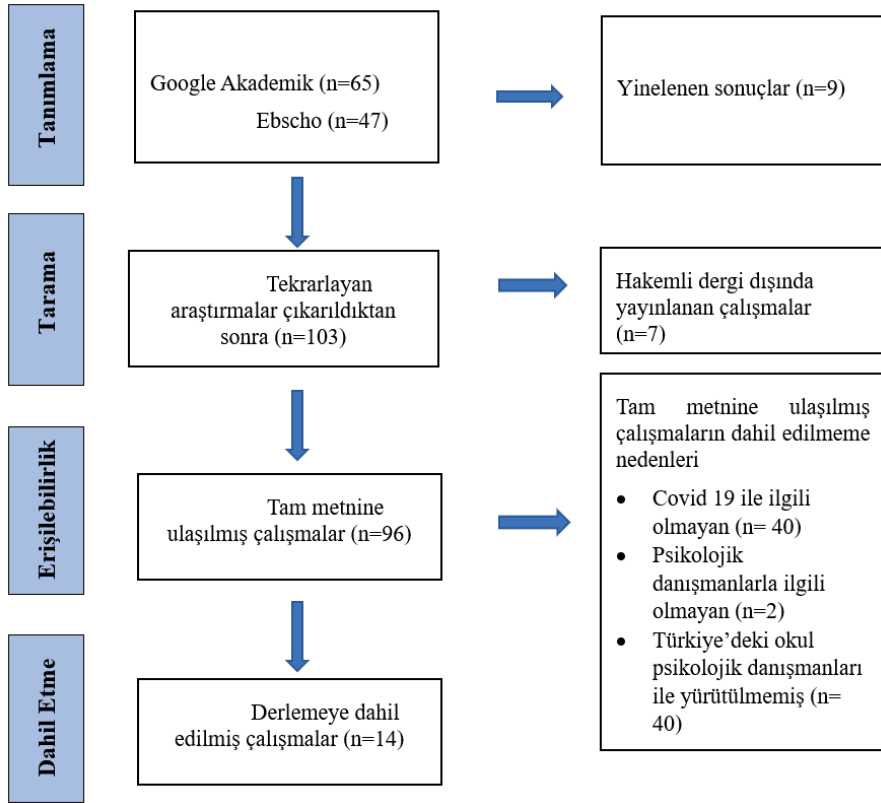 Tanımlama
Google Akademik (n=65)
Ebscho (n=47)
Yinelenen sonuçlar (n=9)
Tarama
Tekrarlayan
araştırmalar çıkarıldıktan
sonra (n=103)
Hakemli dergi dışında
yayınlanan çalışmalar
(n=7)
Erişilebilirlik
Tam metnine
ulaşılmış çalışmalar (n=96)
Tam metnine ulaşılmış
çalışmaların dahil edilmeme
nedenleri
• Covid 19 ile ilgili
olmayan (n= 40)
• Psikolojik
danışmanlarla ilgili
olmayan (n=2)
• Türkiye’deki okul
psikolojik danışmanları
ile yürütülmemiş (n=
40)
Dahil Etme
Derlemeye dahil
edilmiş çalışmalar (n=14)